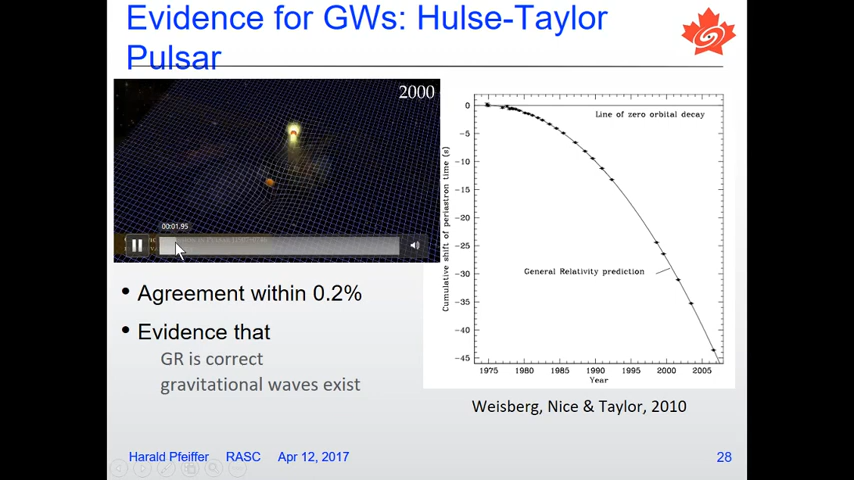 Evidence for GWs: Hulse-Taylor
Pulsar
2000
00:01.95
• Agreement within 0.2%
• Evidence that
GR is correct
gravitational waves exist
Cumulative shift of periastron time (s)
0
-5
-10
-15
-20
-25
-30
-35
-40
-45
Line of zero orbital decay
General Relativity prediction
1975 1980 1985 1990 1995 2000 2005
Year
Weisberg, Nice & Taylor, 2010
Harald Pfeiffer RASC Apr 12, 2017 28